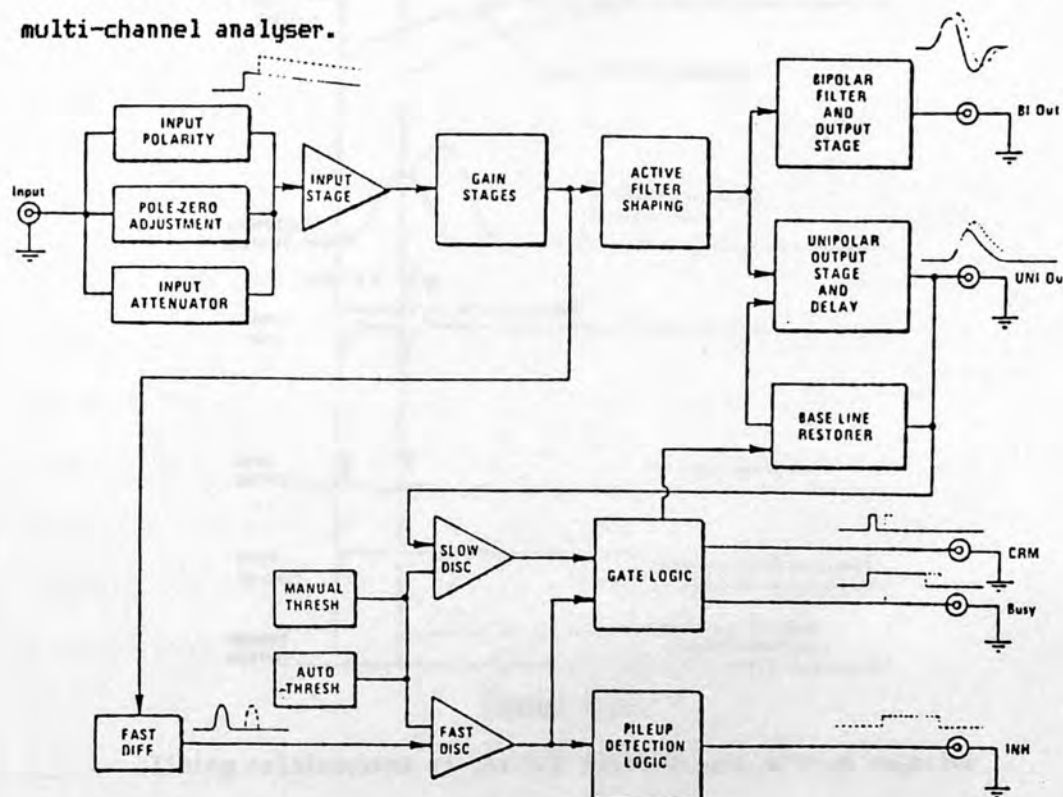 multi-channel analyser.
INPUT
POLARITY
Input
POLE-ZERO
ADJUSTMENT
INPUT
ATTENUATOR
INPUT
STAGE
GAIN
STAGES
ACTIVE
FILTER
SHAPING
BIPOLAR
FILTER
AND
OUTPUT
STAGE
BI Out
UNIPOLAR
OUTPUT
STAGE
AND
DELAY
UNI Ou
BASE LINE
RESTORER
SLOW
DISC
GATE LOGIC
CRM
Busy
MANUAL
THRESH
AUTO
THRESH
FAST
DIFF
FAST
DISC
PILEUP
DETECTION
LOGIC
INH